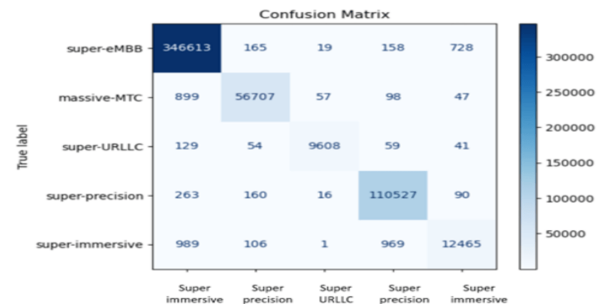 Confusion Matrix
super-eMBB 346613 165 19 158 728
massive-MTC 899 56707 57 98 47
super-URLLC 129 54 9608 59 41
super-precision 263 160 16 110527 90
super-immersive 989 106 1 969 12465
True label
Super Super Super Super Super
immersive precision URLLC precision immersive
300000
250000
200000
150000
100000
50000